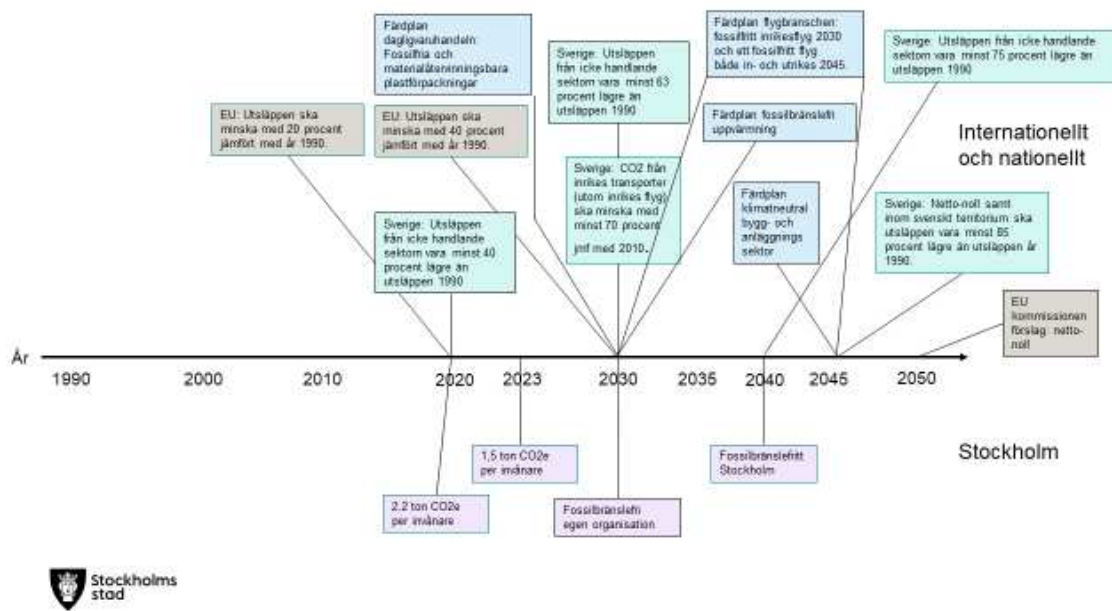 Färdplan
dagligvaruhandeln:
Fossilfria och
materialåtervinningsbara
plastförpackningar
Färdplan flygbranschen:
fossilfritt inrikesflyg 2030
och ett fossilfritt flyg
både in- och utrikes 2045.
Sverige: Utsläppen från icke handlande
sektorn vara minst 75 procent lägre än
utsläppen 1990
Sverige: Utsläppen
från icke handlande
sektorn vara minst 63
procent lägre än
utsläppen 1990
EU: Utsläppen ska
minska med 20 procent
jämfört med år 1990.
EU: Utsläppen ska
minska med 40 procent
jämfört med år 1990.
Färdplan fossilbränslefri
uppvärmning
Internationellt
och nationellt
Sverige: CO2 från
inrikes transporter
(utom inrikes flyg)
ska minska med
minst 70 procent
jmf med 2010.
Färdplan
klimatneutral
bygg- och
anläggnings
sektor
Sverige: Netto-noll samt
inom svenskt territorium ska
utsläppen vara minst 85
procent lägre än utsläppen år
1990.
Sverige: Utsläppen
från icke handlande
sektorn vara minst 40
procent lägre än
utsläppen 1990
EU
kommissionen
förslag netto-
noll
År
1990 2000 2010 2020 2023 2030 2035 2040 2045 2050
Stockholm
1,5 ton CO2e
per invånare
Fossilbränslefritt
Stockholm
2.2 ton CO2e
per invånare
Fossilbränslefri
egen organisation
Stockholms
stad